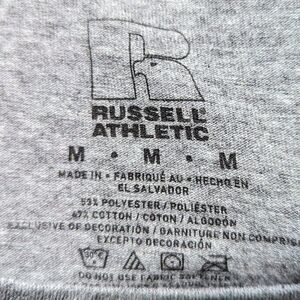 R
RUSSELL
ATHLETIC
M • M • M
MADE IN • FABRIQUÉ AU • HECHO EN
EL SALVADOR
53% POLYESTER / POLIÉSTER
47% COTTON / COTON / ALGODÓN
EXCLUSIVE OF DECORATION / GARNITURE NON COMPRISE
EXCEPTO DECORACIÓN
DO NOT USE FABRIC SOFTENER